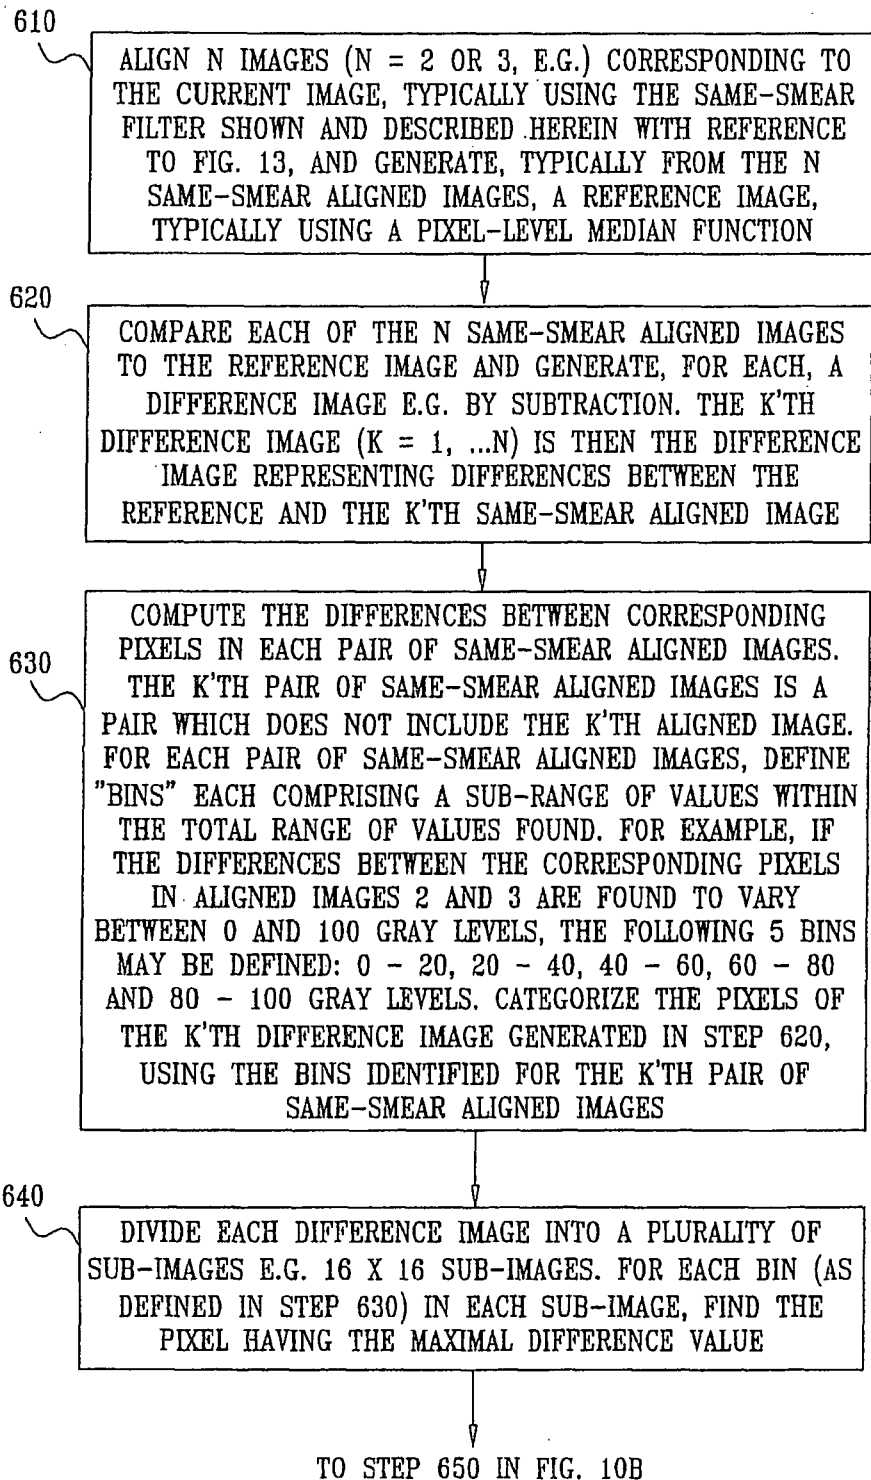 610
ALIGN N IMAGES (N = 2 OR 3, E.G.) CORRESPONDING TO
THE CURRENT IMAGE, TYPICALLY USING THE SAME-SMEAR
FILTER SHOWN AND DESCRIBED HEREIN WITH REFERENCE
TO FIG. 13, AND GENERATE, TYPICALLY FROM THE N
SAME-SMEAR ALIGNED IMAGES, A REFERENCE IMAGE,
TYPICALLY USING A PIXEL-LEVEL MEDIAN FUNCTION
620
COMPARE EACH OF THE N SAME-SMEAR ALIGNED IMAGES
TO THE REFERENCE IMAGE AND GENERATE, FOR EACH, A
DIFFERENCE IMAGE E.G. BY SUBTRACTION. THE K'TH
DIFFERENCE IMAGE (K = 1, ...N) IS THEN THE DIFFERENCE
IMAGE REPRESENTING DIFFERENCES BETWEEN THE
REFERENCE AND THE K'TH SAME-SMEAR ALIGNED IMAGE
630
COMPUTE THE DIFFERENCES BETWEEN CORRESPONDING
PIXELS IN EACH PAIR OF SAME-SMEAR ALIGNED IMAGES.
THE K'TH PAIR OF SAME-SMEAR ALIGNED IMAGES IS A
PAIR WHICH DOES NOT INCLUDE THE K'TH ALIGNED IMAGE.
FOR EACH PAIR OF SAME-SMEAR ALIGNED IMAGES, DEFINE
"BINS" EACH COMPRISING A SUB-RANGE OF VALUES WITHIN
THE TOTAL RANGE OF VALUES FOUND. FOR EXAMPLE, IF
THE DIFFERENCES BETWEEN THE CORRESPONDING PIXELS
IN ALIGNED IMAGES 2 AND 3 ARE FOUND TO VARY
BETWEEN 0 AND 100 GRAY LEVELS, THE FOLLOWING 5 BINS
MAY BE DEFINED: 0 - 20, 20 - 40, 40 - 60, 60 - 80
AND 80 - 100 GRAY LEVELS. CATEGORIZE THE PIXELS OF
THE K'TH DIFFERENCE IMAGE GENERATED IN STEP 620,
USING THE BINS IDENTIFIED FOR THE K'TH PAIR OF
SAME-SMEAR ALIGNED IMAGES
640
DIVIDE EACH DIFFERENCE IMAGE INTO A PLURALITY OF
SUB-IMAGES E.G. 16 X 16 SUB-IMAGES. FOR EACH BIN (AS
DEFINED IN STEP 630) IN EACH SUB-IMAGE, FIND THE
PIXEL HAVING THE MAXIMAL DIFFERENCE VALUE
TO STEP 650 IN FIG. 10B